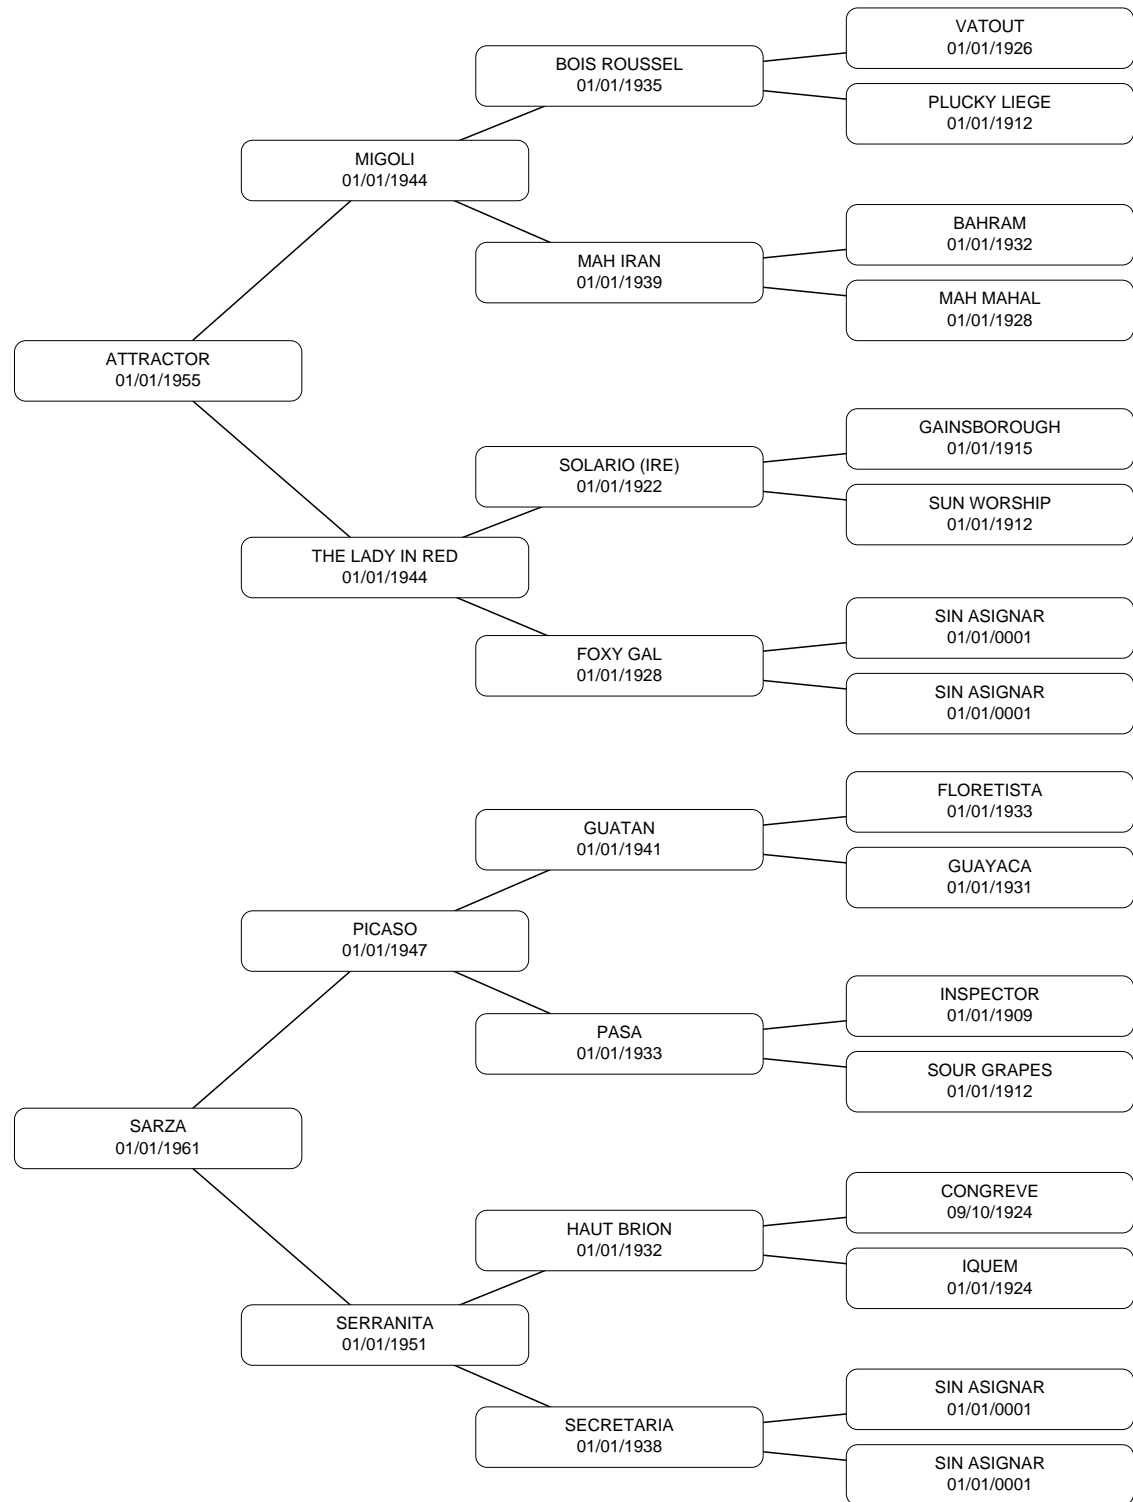 VATOUT
01/01/1926
BOIS ROUSSEL
01/01/1935
PLUCKY LIEGE
01/01/1912
MIGOLI
01/01/1944
BAHRAM
01/01/1932
MAH IRAN
01/01/1939
MAH MAHAL
01/01/1928
ATTRACTOR
01/01/1955
GAINSBOROUGH
01/01/1915
SOLARIO (IRE)
01/01/1922
SUN WORSHIP
01/01/1912
THE LADY IN RED
01/01/1944
SIN ASIGNAR
01/01/0001
FOXY GAL
01/01/1928
SIN ASIGNAR
01/01/0001
FLORETISTA
01/01/1933
GUATAN
01/01/1941
GUAYACA
01/01/1931
PICASO
01/01/1947
INSPECTOR
01/01/1909
PASA
01/01/1933
SOUR GRAPES
01/01/1912
SARZA
01/01/1961
CONGREVE
09/10/1924
HAUT BRION
01/01/1932
IQUEM
01/01/1924
SERRANITA
01/01/1951
SIN ASIGNAR
01/01/0001
SECRETARIA
01/01/1938
SIN ASIGNAR
01/01/0001